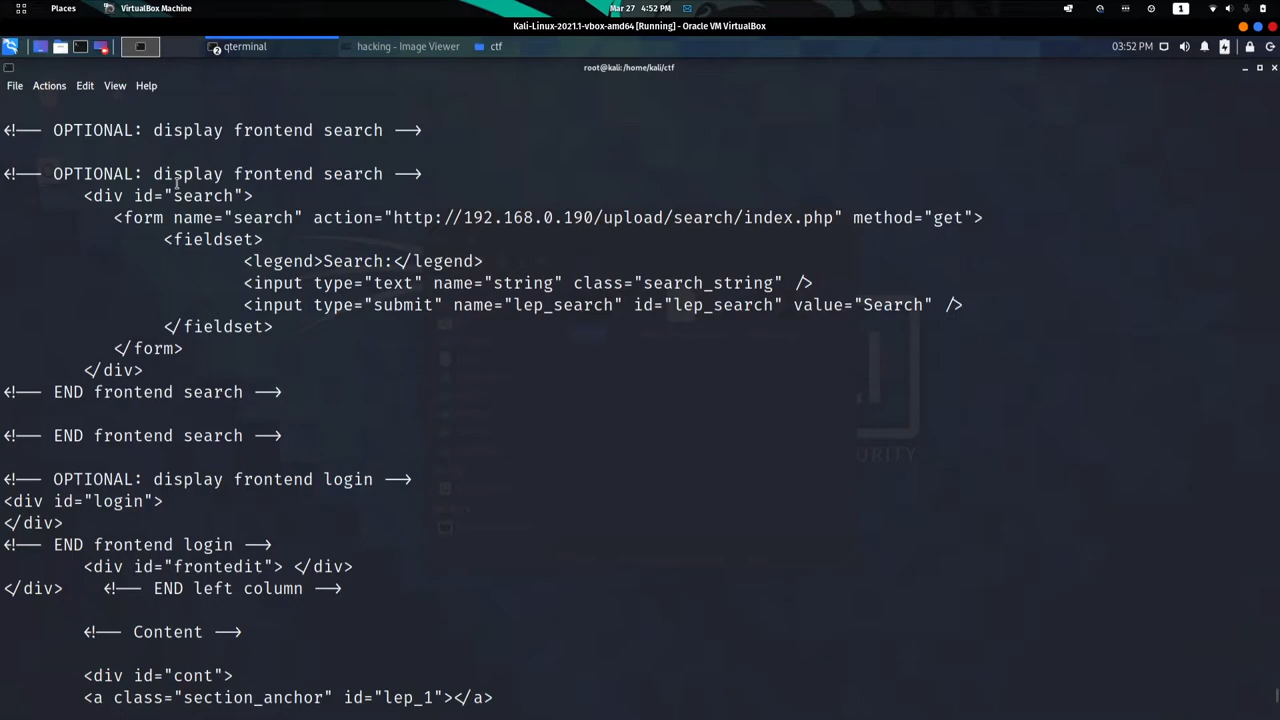 Places VirtualBox Machine Mar 27 4:52 PM 1
Kali-Linux-2021.1-vbox-amd64 [Running] - Oracle VM VirtualBox
qterminal hacking - Image Viewer ctf 03:52 PM
root@kali:/home/kali/ctf
File Actions Edit View Help
<!-- OPTIONAL: display frontend search -->
<!-- OPTIONAL: display frontend search -->
<div id="search">
<form name="search" action="http://192.168.0.190/upload/search/index.php" method="get">
<fieldset>
<legend>Search:</legend>
<input type="text" name="string" class="search_string" />
<input type="submit" name="lep_search" id="lep_search" value="Search" />
</fieldset>
</form>
</div>
<!-- END frontend search -->
<!-- END frontend search -->
<!-- OPTIONAL: display frontend login -->
<div id="login">
</div>
<!-- END frontend login -->
<div id="frontedit"> </div>
</div> <!-- END left column -->
<!-- Content -->
<div id="cont">
<a class="section_anchor" id="lep_1"></a>